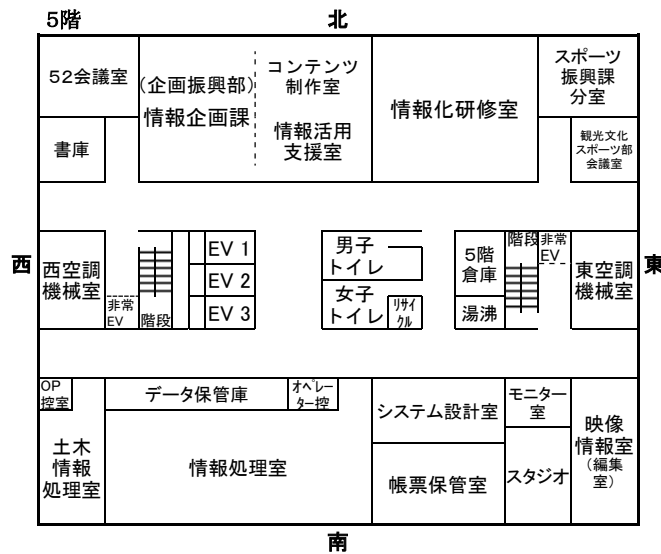 5階
北
52会議室
(企画振興部)
情報企画課
コンテンツ
制作室
情報活用
支援室
情報化研修室
スポーツ
振興課
分室
書庫
観光文化
スポーツ部
会議室
西
西空調
機械室
非常
EV
階段
EV 1
EV 2
EV 3
男子
トイレ
女子
トイレ
ﾘｻｲ
ｸﾙ
5階
倉庫
湯沸
階段
非常
EV
東空調
機械室
東
OP
控室
土木
情報
処理室
データ保管庫
ｵﾍﾟﾚｰ
ﾀｰ控
情報処理室
システム設計室
帳票保管室
モニター
室
スタジオ
映像
情報室
(編集
室)
南